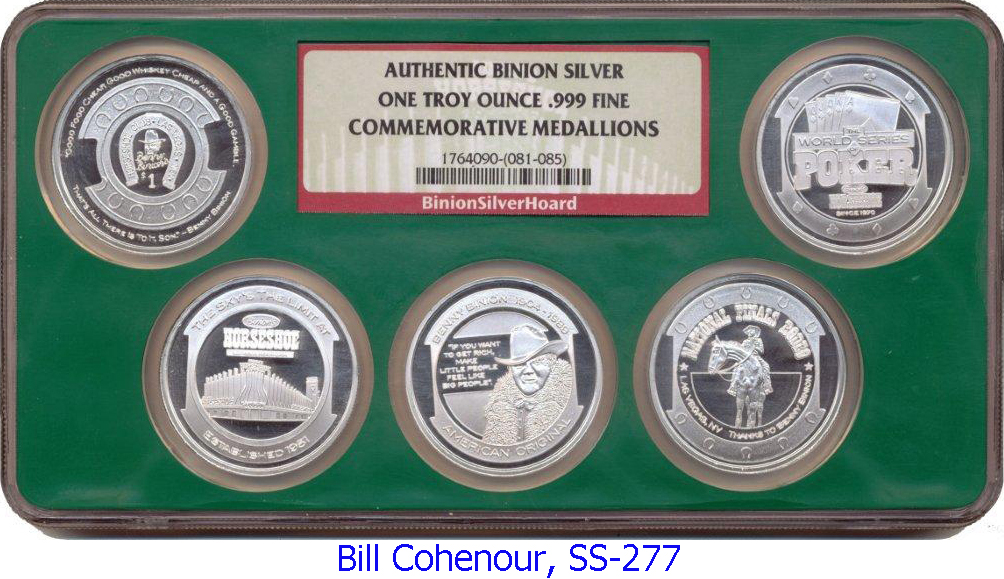 AUTHENTIC BINION SILVER
ONE TROY OUNCE .999 FINE
COMMEMORATIVE MEDALLIONS
1764090-(081-085)
BinionSilverHoard
"GOOD FOOD CHEAP, GOOD WHISKEY CHEAP AND A GOOD GAMBLE.
THAT'S ALL THERE IS TO IT, SON." - BENNY BINION
$1
THE
WORLD SERIES
OF
POKER
SINCE 1970
THE SKY'S THE LIMIT AT
HORSESHOE
ESTABLISHED 1951
BENNY BINION 1904-1989
"IF YOU WANT
TO GET RICH,
MAKE
LITTLE PEOPLE
FEEL LIKE
BIG PEOPLE"
AMERICAN ORIGINAL
NATIONAL FINALS RODEO
LAS VEGAS, NV THANKS TO BENNY BINION
Bill Cohenour, SS-277